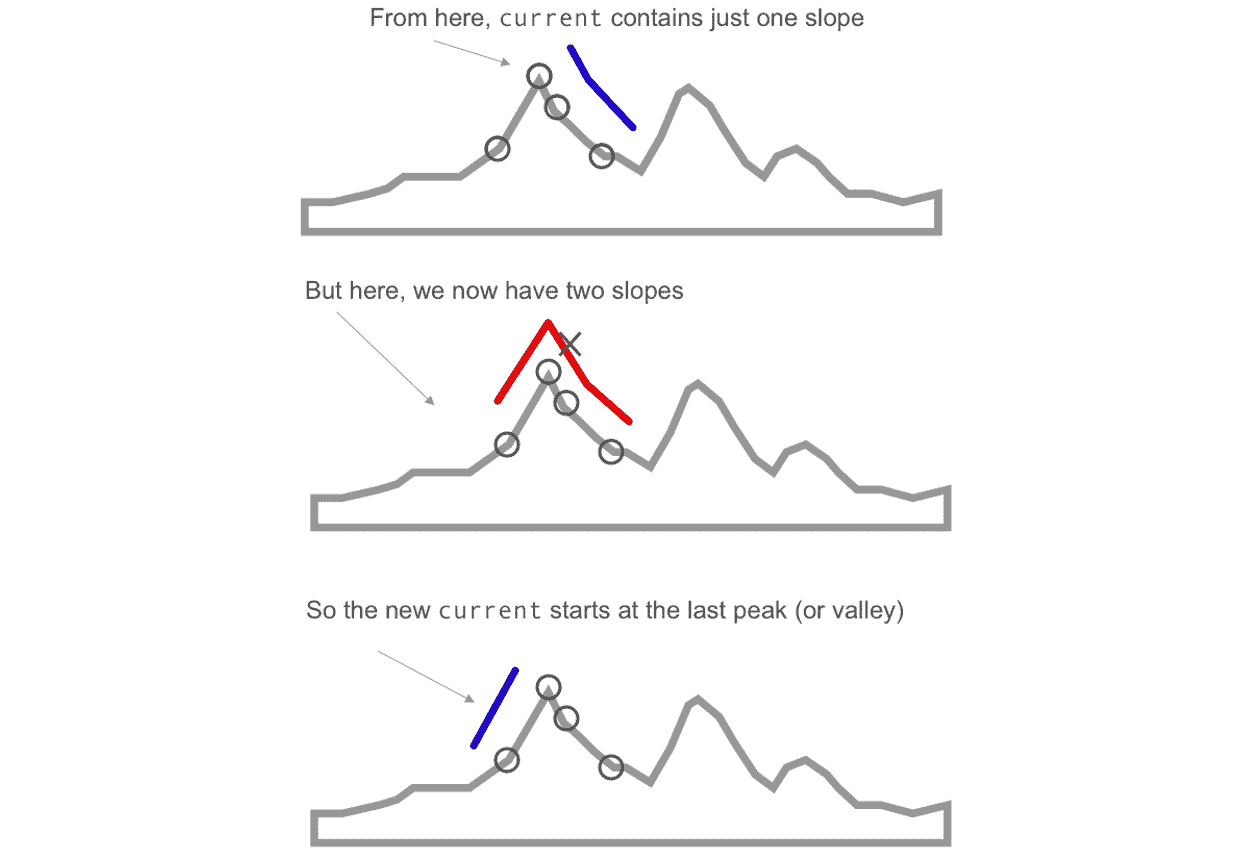 From here, current contains just one slope
But here, we now have two slopes
So the new current starts at the last peak (or valley)